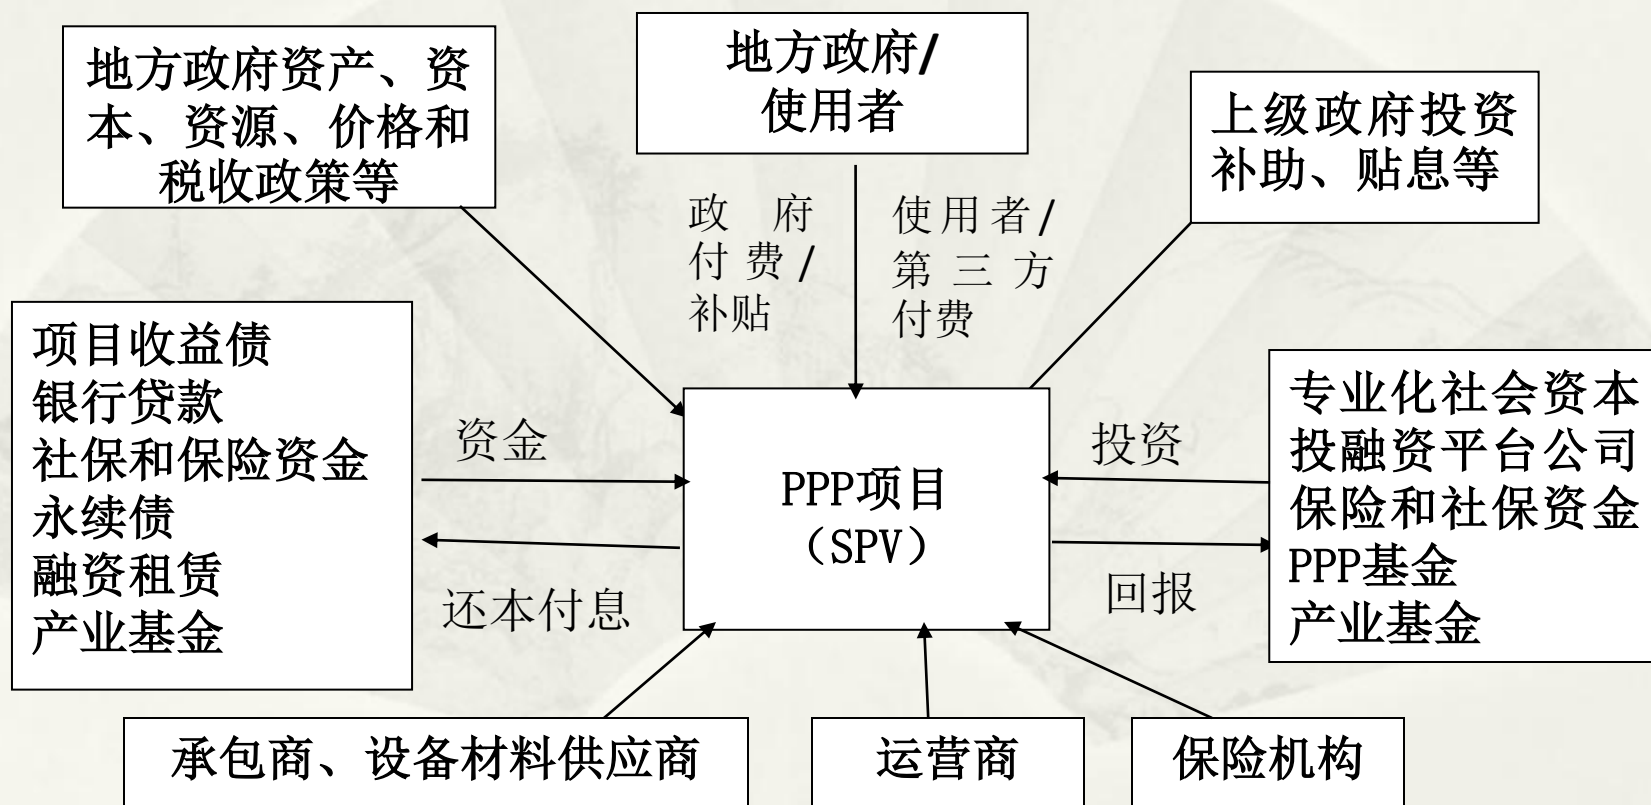 地方政府资产、资
本、资源、价格和
税收政策等
地方政府/
使用者
上级政府投资
补助、贴息等
政府
付费/
补贴
使用者/
第三方
付费
项目收益债
银行贷款
社保和保险资金
永续债
融资租赁
产业基金
资金
还本付息
PPP项目
（SPV）
投资
回报
专业化社会资本
投融资平台公司
保险和社保资金
PPP基金
产业基金
承包商、设备材料供应商
运营商
保险机构